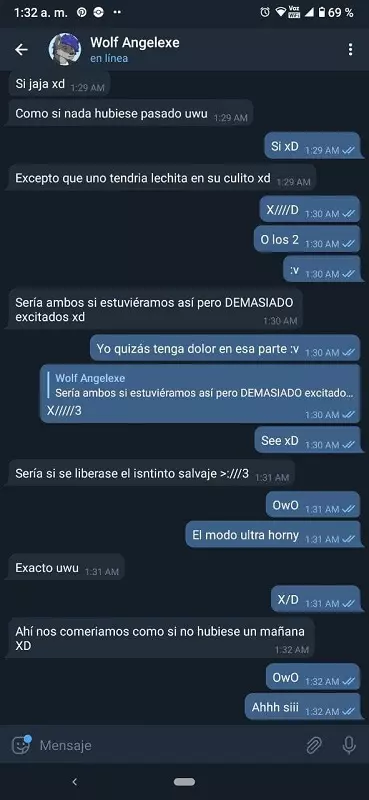 1:32 a. m.
Voz
WiFi
69 %
Wolf Angelexe
en línea
Si jaja xd 1:29 AM
Como si nada hubiese pasado uwu 1:29 AM
Si xD 1:29 AM
Excepto que uno tendria lechita en su culito xd 1:29 AM
X////D 1:30 AM
O los 2 1:30 AM
:v 1:30 AM
Sería ambos si estuviéramos así pero DEMASIADO
excitados xd 1:30 AM
Yo quizás tenga dolor en esa parte :v 1:30 AM
Wolf Angelexe
Sería ambos si estuviéramos así pero DEMASIADO excitado...
X/////3 1:30 AM
See xD 1:30 AM
Sería si se liberase el isntinto salvaje >:///3 1:31 AM
OwO 1:31 AM
El modo ultra horny 1:31 AM
Exacto uwu 1:31 AM
X/D 1:31 AM
Ahí nos comeriamos como si no hubiese un mañana
XD 1:32 AM
OwO 1:32 AM
Ahhh siii 1:32 AM
Mensaje